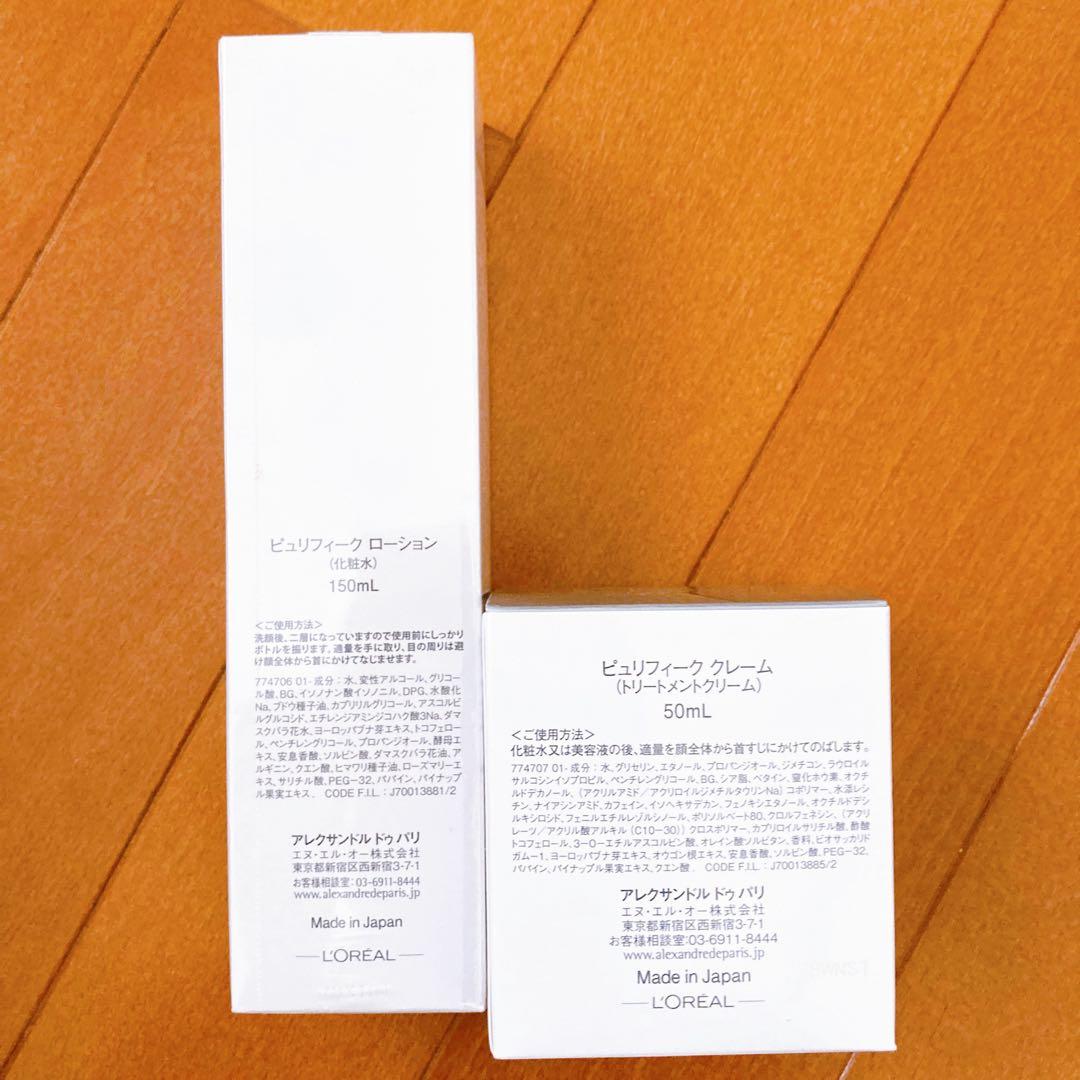 ピュリフィーク ローション
(化粧水)
150mL
<ご使用方法>
洗顔後、二層になっていますので使用前にしっかり
ボトルを振ります。適量を手に取り、目の周りは避
け顔全体から首にかけてなじませます。
774706 01-成分：水、変性アルコール、グリコー
ル酸、BG、イソノナン酸イソノニル、DPG、水酸化
Na、ブドウ種子油、カプリリルグリコール、アスコルビ
ルグルコシド、エチレンジアミンジコハク酸3Na、ダマ
スクバラ花水、ヨーロッパブナ芽エキス、トコフェロー
ル、ペンチレングリコール、プロパンジオール、酵母エ
キス、安息香酸、ソルビン酸、ダマスクバラ花油、ア
ルギニン、クエン酸、ヒマワリ種子油、ローズマリーエ
キス、サリチル酸、PEG-32、パパイン、パイナップ
ル果実エキス. CODE F.I.L.：J70013881/2
アレクサンドル ドゥ パリ
エヌ・エル・オー株式会社
東京都新宿区西新宿3-7-1
お客様相談室：03-6911-8444
www.alexandredeparis.jp
Made in Japan
L'ORÉAL
ピュリフィーク クレーム
(トリートメントクリーム)
50mL
<ご使用方法>
化粧水又は美容液の後、適量を顔全体から首すじにかけてのばします。
774707 01-成分：水、グリセリン、エタノール、プロパンジオール、ジメチコン、ラウロイル
サルコシンイソプロピル、ペンチレングリコール、BG、シア脂、ベタイン、窒化ホウ素、オクチ
ルドデカノール、(アクリルアミド／アクリロイルジメチルタウリンNa)コポリマー、水添レシ
チン、ナイアシンアミド、カフェイン、イソヘキサデカン、フェノキシエタノール、オクチルドデシ
ルキシロシド、フェニルエチルレゾルシノール、ポリソルベート80、クロルフェネシン、(アクリ
レーツ／アクリル酸アルキル(C10-30))クロスポリマー、カプリロイルサリチル酸、酢酸
トコフェロール、3-O-エチルアスコルビン酸、オレイン酸ソルビタン、香料、ビオサッカリド
ガム-1、ヨーロッパブナ芽エキス、オウゴン根エキス、安息香酸、ソルビン酸、PEG-32、
パパイン、パイナップル果実エキス、クエン酸. CODE F.I.L.：J70013885/2
アレクサンドル ドゥ パリ
エヌ・エル・オー株式会社
東京都新宿区西新宿3-7-1
お客様相談室:03-6911-8444
www.alexandredeparis.jp
Made in Japan
L'ORÉAL